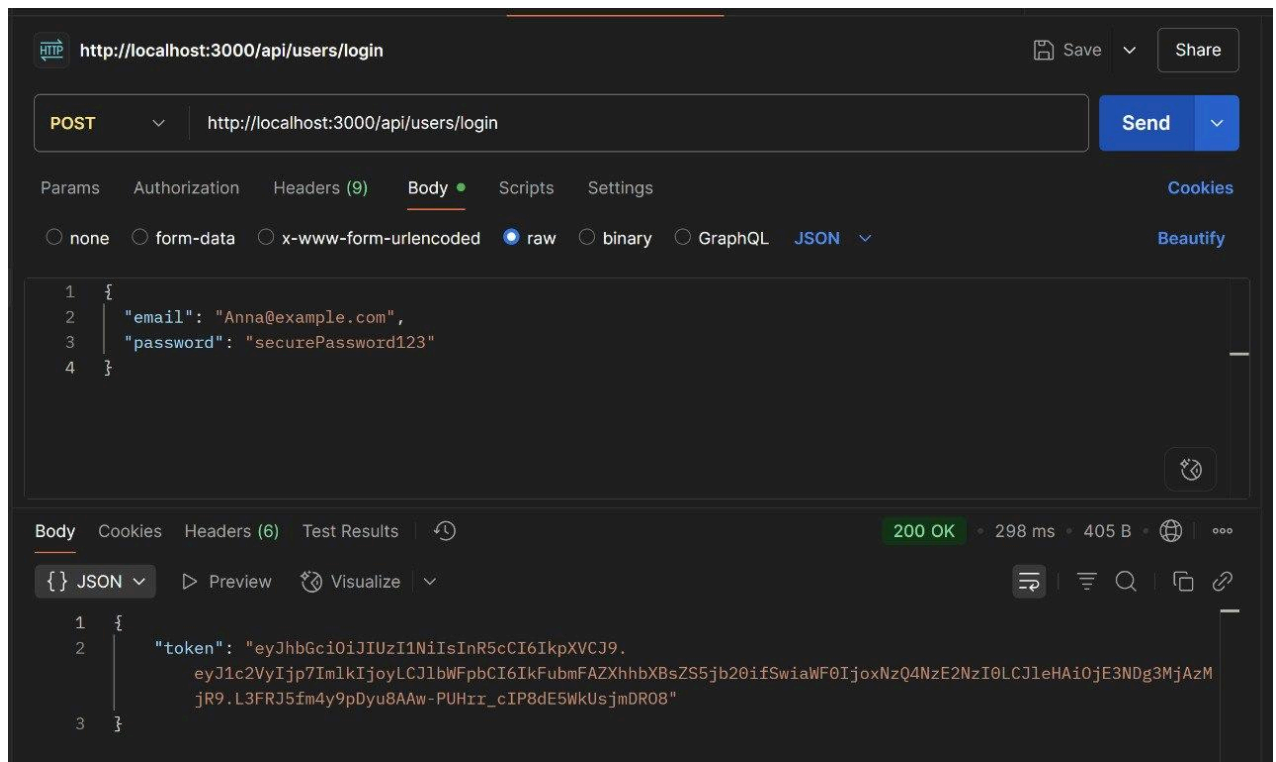 HTTP http://localhost:3000/api/users/login Save Share
POST http://localhost:3000/api/users/login Send
Params Authorization Headers (9) Body Scripts Settings Cookies
none form-data x-www-form-urlencoded raw binary GraphQL JSON Beautify
1 {
2 "email": "Anna@example.com",
3 "password": "securePassword123"
4 }
Body Cookies Headers (6) Test Results 200 OK 298 ms 405 B
{} JSON Preview Visualize
1 {
2 "token": "eyJhbGciOiJIUzI1NiIsInR5cCI6IkpXVCJ9.
eyJ1c2VyIjp7ImlkIjoyLCJlbWFpbCI6IkFubmFAZXhhbXBsZS5jb20ifSwiaWF0IjoxNzQ4NzE2NzI0LCJleHAiOjE3NDg3MjAzM
jR9.L3FRJ5fm4y9pDyu8AAw-PUHrr_cIP8dE5WkUsjmDRO8"
3 }